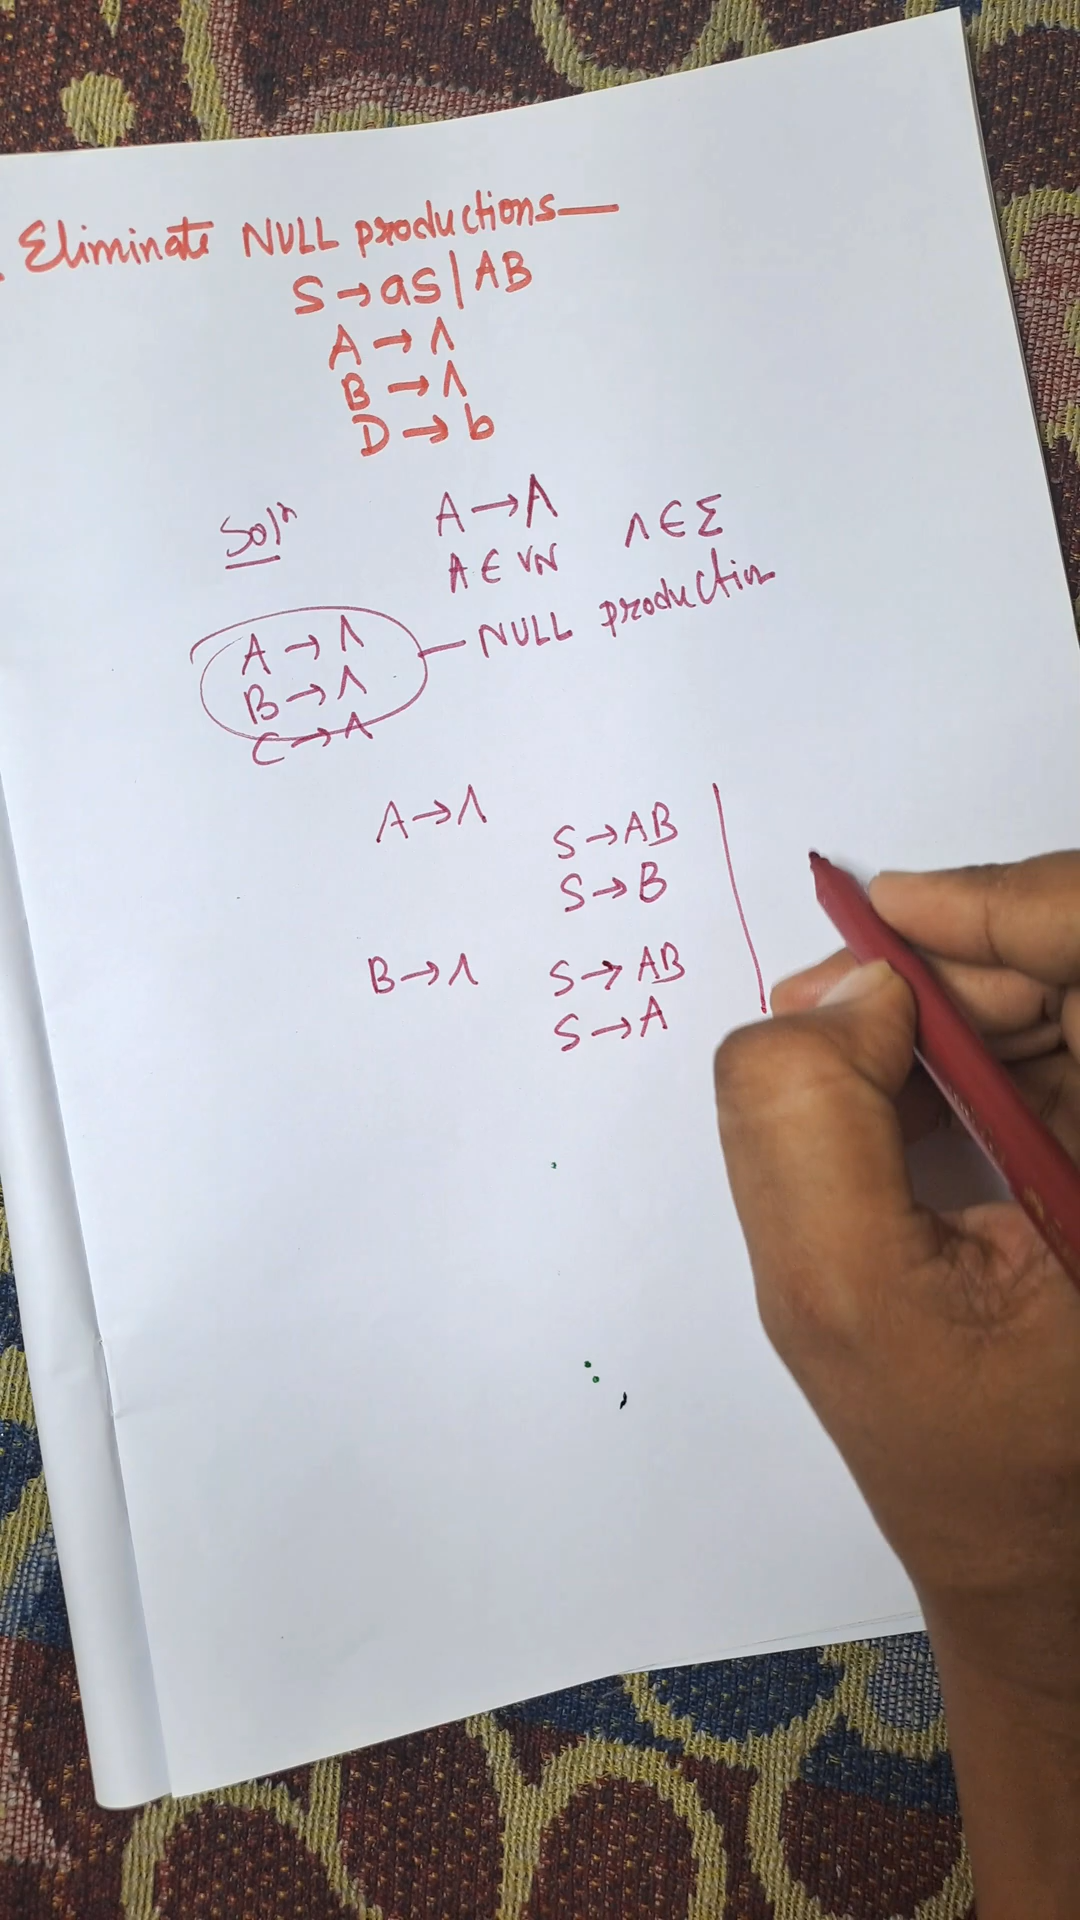 Eliminate NULL productions—
S → aS | AB
A → Λ
B → Λ
D → b
Solⁿ
A → Λ
A ∈ VN Λ ∈ Σ
A → Λ — NULL production
B → Λ
C → A
A → Λ
S → AB
S → B
B → Λ S → AB
S → A